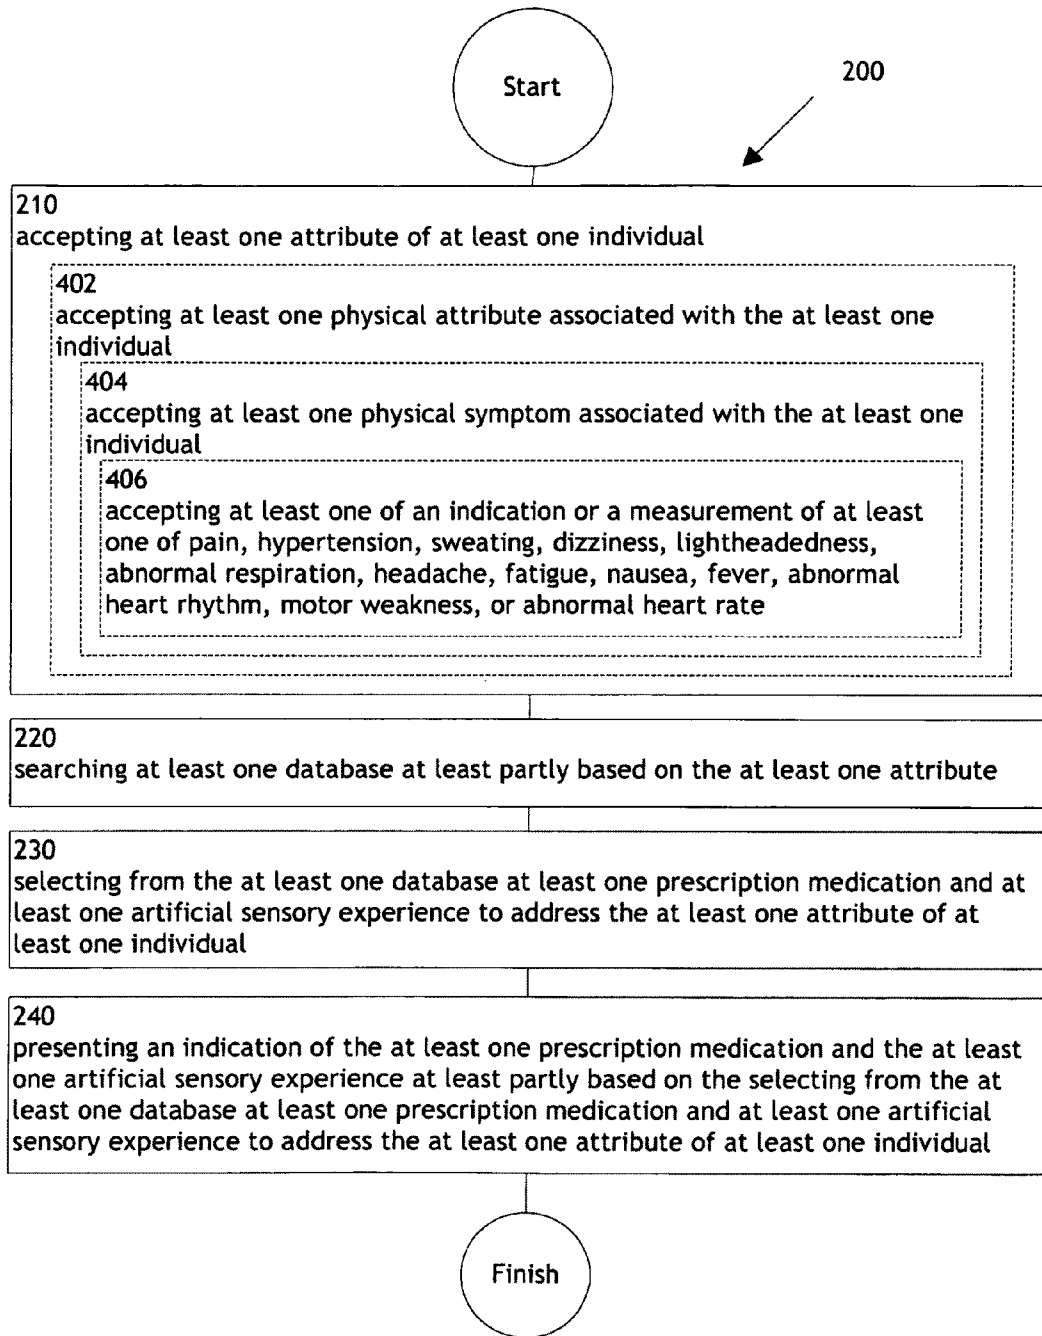 Start
200
210
accepting at least one attribute of at least one individual
402
accepting at least one physical attribute associated with the at least one
individual
404
accepting at least one physical symptom associated with the at least one
individual
406
accepting at least one of an indication or a measurement of at least
one of pain, hypertension, sweating, dizziness, lightheadedness,
abnormal respiration, headache, fatigue, nausea, fever, abnormal
heart rhythm, motor weakness, or abnormal heart rate
220
searching at least one database at least partly based on the at least one attribute
230
selecting from the at least one database at least one prescription medication and at
least one artificial sensory experience to address the at least one attribute of at
least one individual
240
presenting an indication of the at least one prescription medication and the at least
one artificial sensory experience at least partly based on the selecting from the at
least one database at least one prescription medication and at least one artificial
sensory experience to address the at least one attribute of at least one individual
Finish